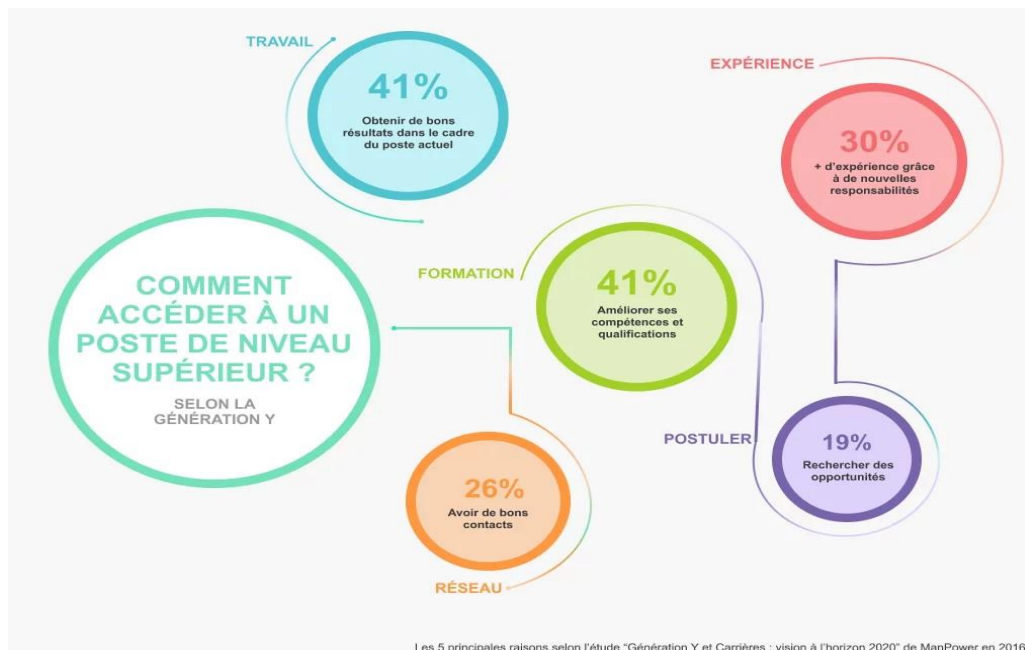 COMMENT
ACCÉDER À UN
POSTE DE NIVEAU
SUPÉRIEUR ?
SELON LA
GÉNÉRATION Y
TRAVAIL
41%
Obtenir de bons
résultats dans le cadre
du poste actuel
FORMATION
41%
Améliorer ses
compétences et
qualifications
EXPÉRIENCE
30%
+ d'expérience grâce
à de nouvelles
responsabilités
RÉSEAU
26%
Avoir de bons
contacts
POSTULER
19%
Rechercher des
opportunités
Les 5 principales raisons selon l'étude "Génération Y et Carrières : vision à l'horizon 2020" de ManPower en 2016